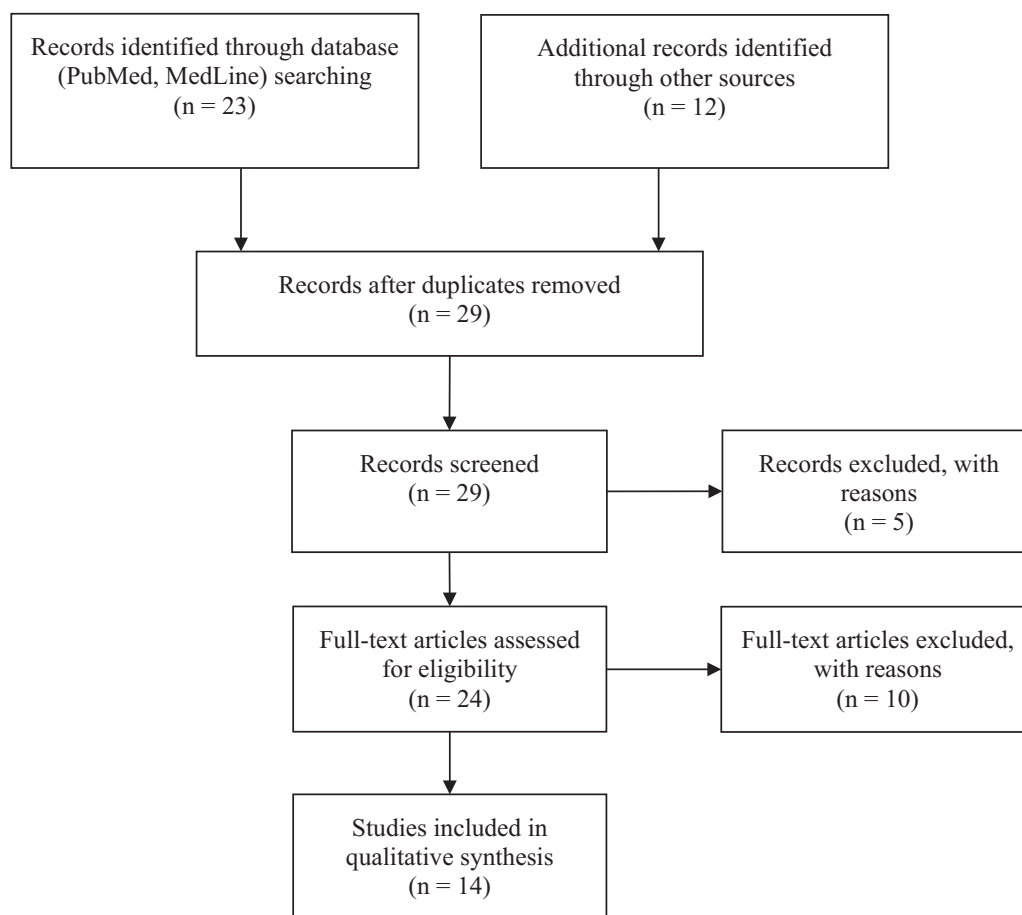 Records identified through database
(PubMed, MedLine) searching
(n = 23)
Additional records identified
through other sources
(n = 12)
Records after duplicates removed
(n = 29)
Records screened
(n = 29)
Records excluded, with
reasons
(n = 5)
Full-text articles assessed
for eligibility
(n = 24)
Full-text articles excluded,
with reasons
(n = 10)
Studies included in
qualitative synthesis
(n = 14)